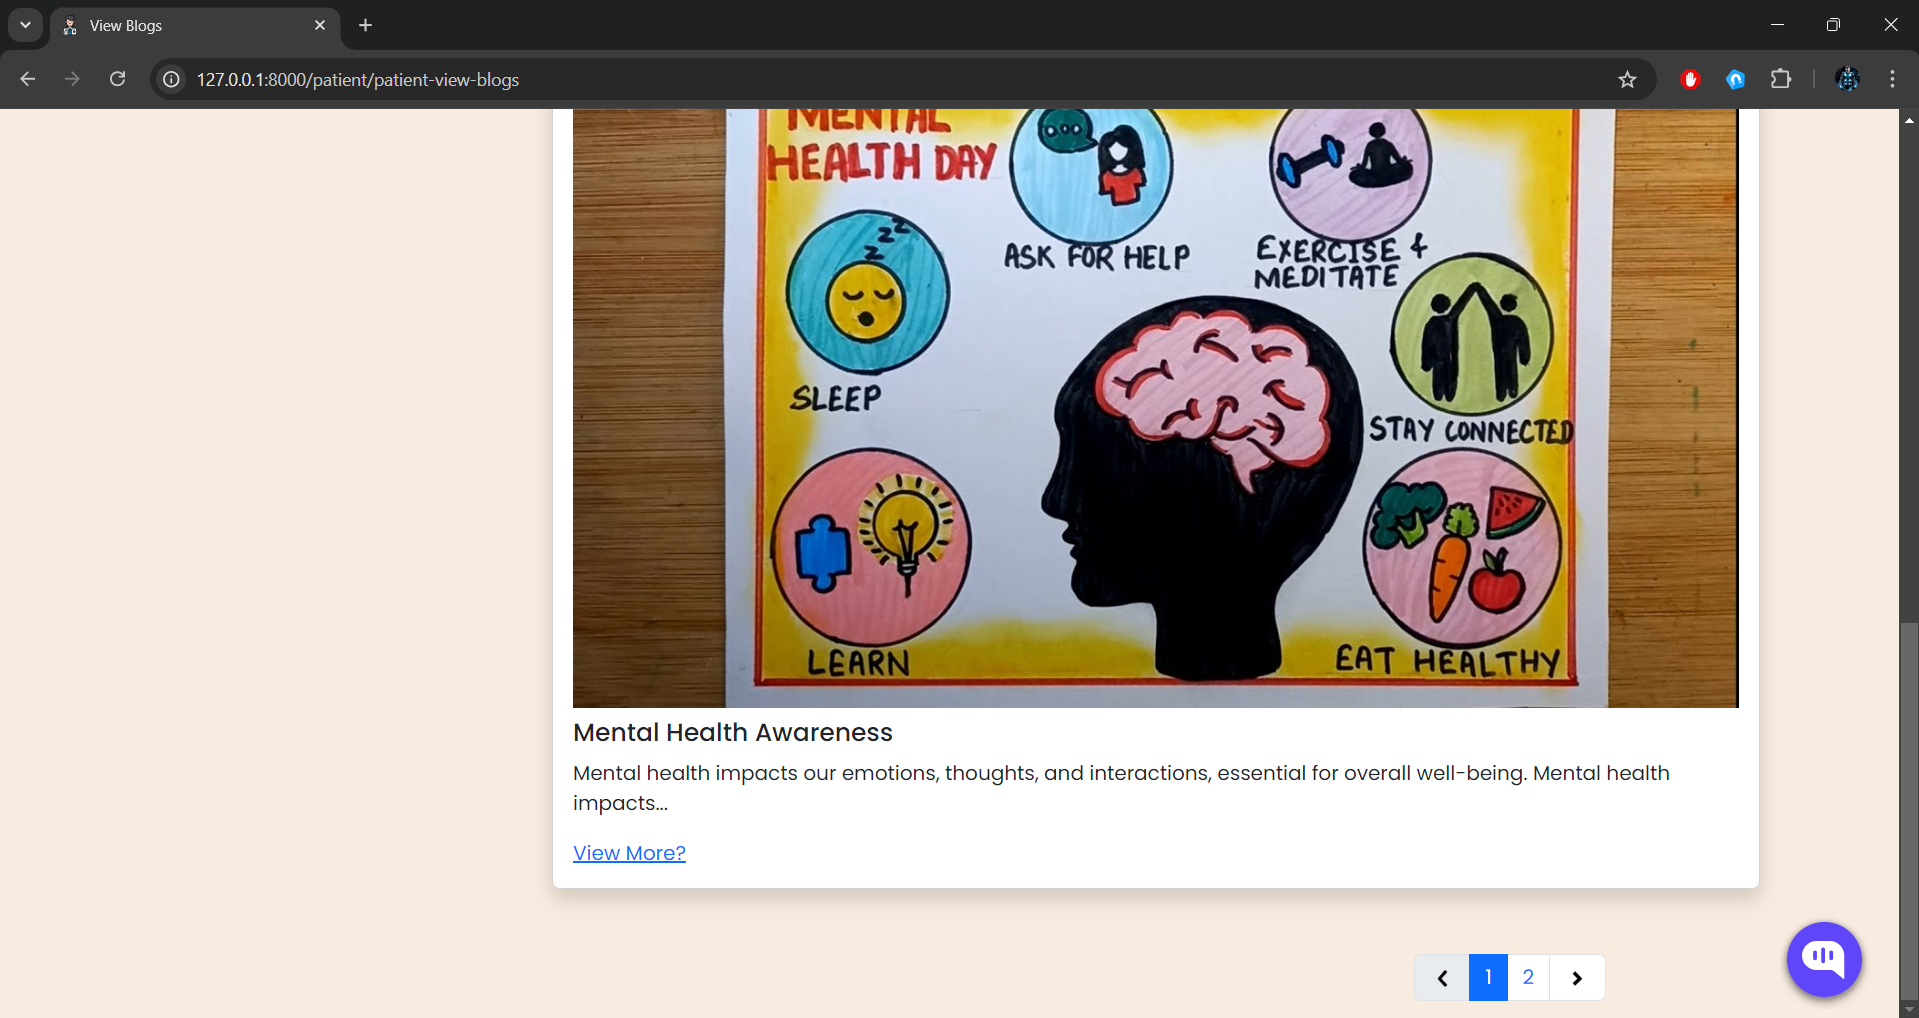 View Blogs
127.0.0.1:8000/patient/patient-view-blogs
MENTAL
HEALTH DAY
ASK FOR HELP
EXERCISE &
MEDITATE
zzz
SLEEP
STAY CONNECTED
LEARN
EAT HEALTHY
Mental Health Awareness
Mental health impacts our emotions, thoughts, and interactions, essential for overall well-being. Mental health
impacts...
View More?
1 2